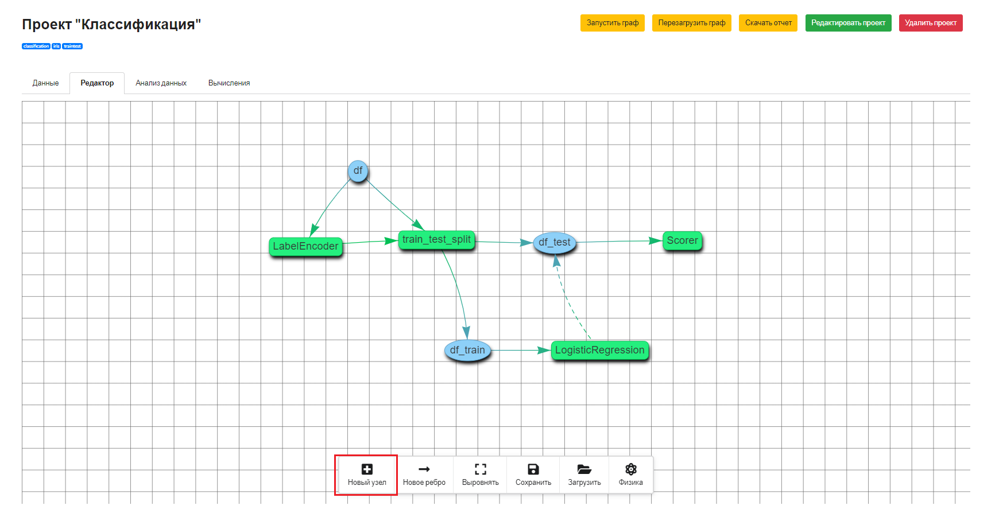 Проект "Классификация"
Запустить граф Перезагрузить граф Скачать отчет Редактировать проект Удалить проект
classification iris traintest
Данные Редактор Анализ данных Вычисления
df
LabelEncoder train_test_split df_test Scorer
df_train LogisticRegression
Новый узел Новое ребро Выровнять Сохранить Загрузить Физика